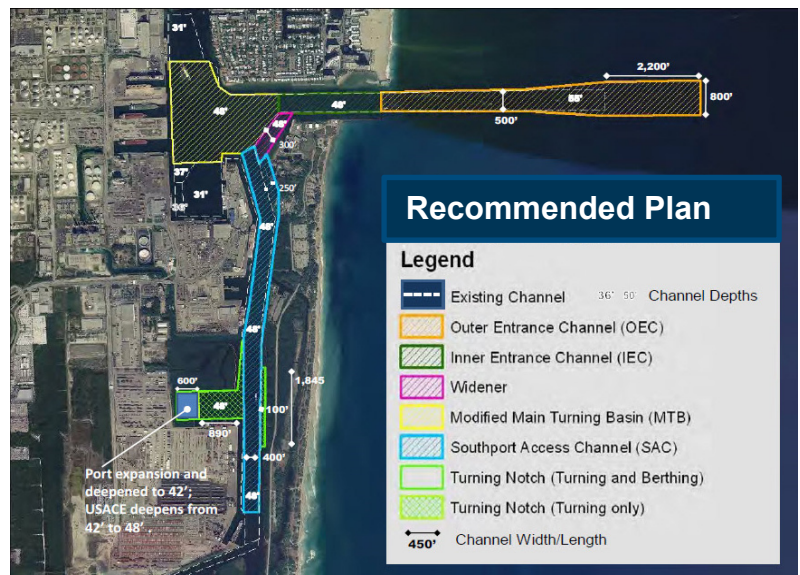 31'
2,200'
48'
48'
55'
800'
500'
48'
300'
37'
31'
250'
48'
Recommended Plan
Legend
Existing Channel 36' 50' Channel Depths
Outer Entrance Channel (OEC)
Inner Entrance Channel (IEC)
Widener
Modified Main Turning Basin (MTB)
Southport Access Channel (SAC)
Turning Notch (Turning and Berthing)
Turning Notch (Turning only)
450' Channel Width/Length
48'
600'
1,845
48'
100'
890'
400'
48'
Port expansion and
deepened to 42’;
USACE deepens from
42’ to 48’ .